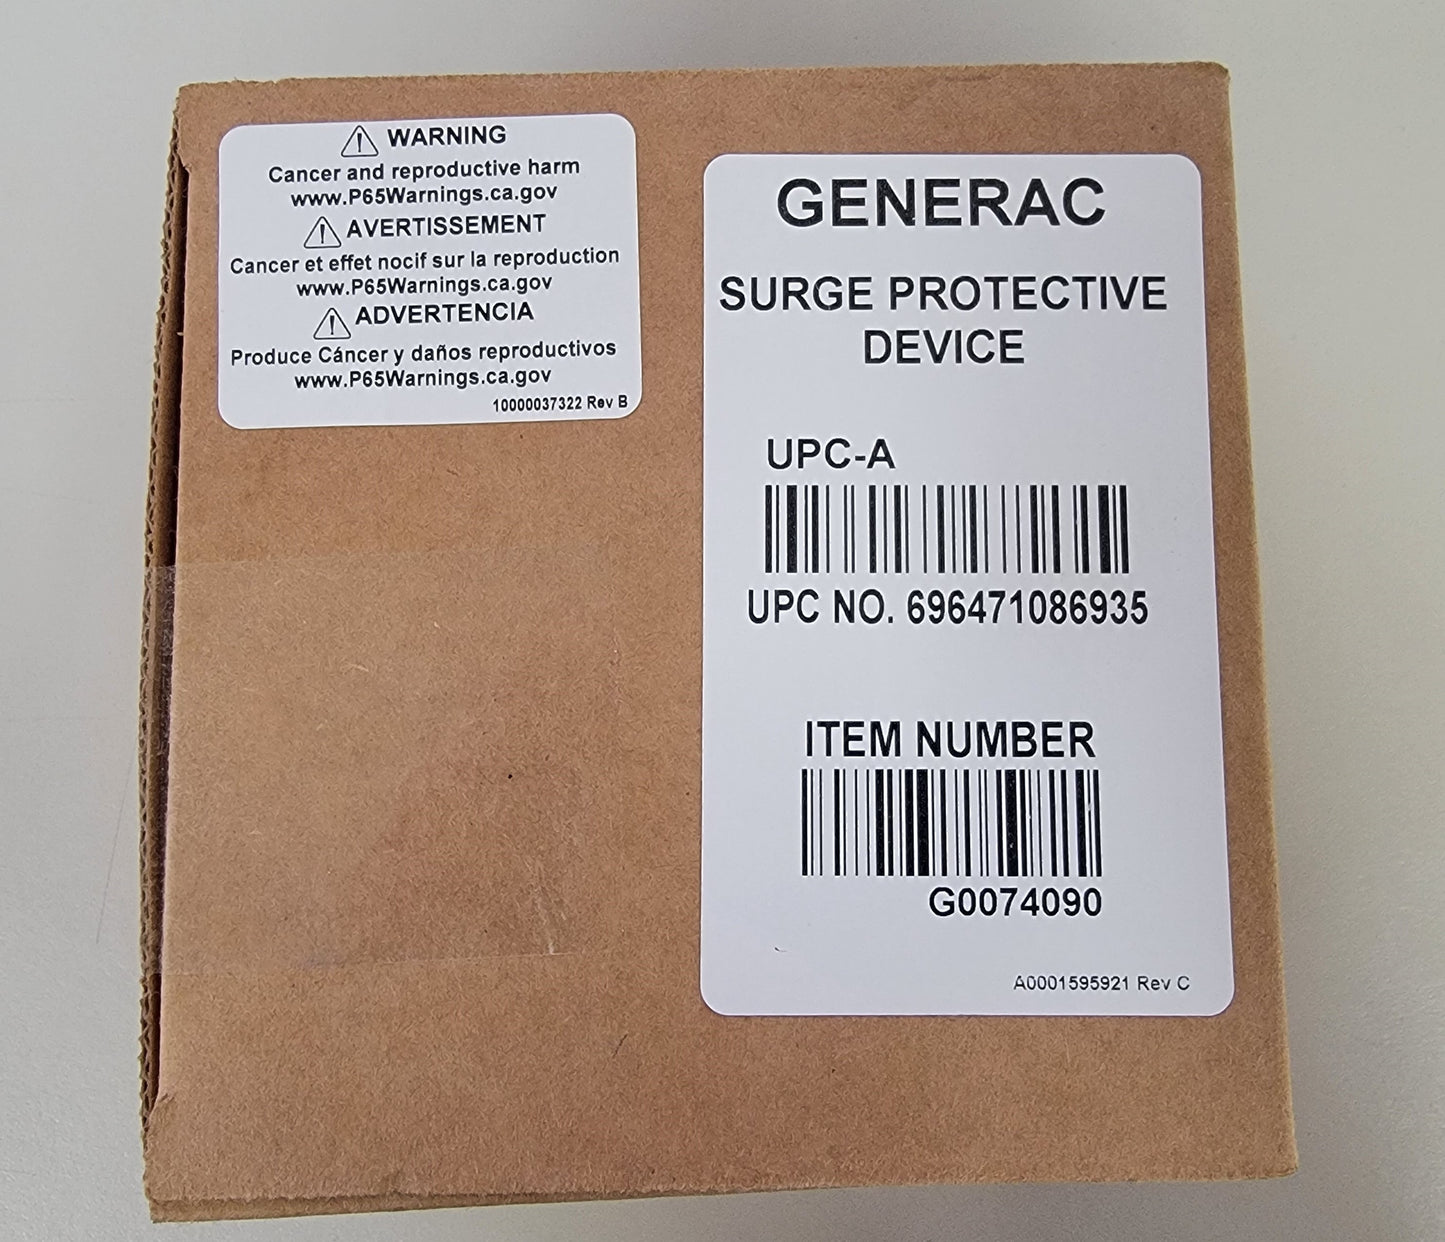 WARNING
Cancer and reproductive harm
www.P65Warnings.ca.gov
AVERTISSEMENT
Cancer et effet nocif sur la reproduction
www.P65Warnings.ca.gov
ADVERTENCIA
Produce Cáncer y daños reproductivos
www.P65Warnings.ca.gov
10000037322 Rev B
GENERAC
SURGE PROTECTIVE
DEVICE
UPC-A
UPC NO. 696471086935
ITEM NUMBER
G0074090
A0001595921 Rev C